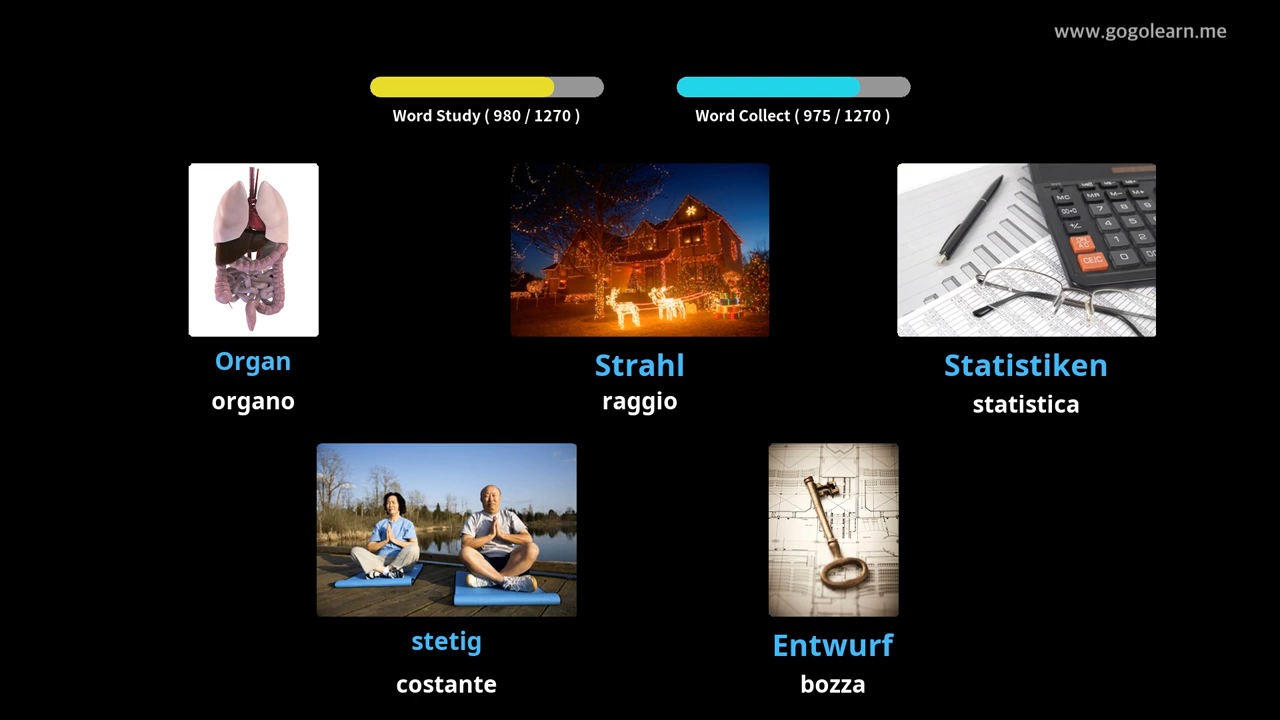 www.gogolearn.me
Word Study ( 980 / 1270 )
Word Collect ( 975 / 1270 )
Organ
organo
Strahl
raggio
Statistiken
statistica
stetig
costante
Entwurf
bozza